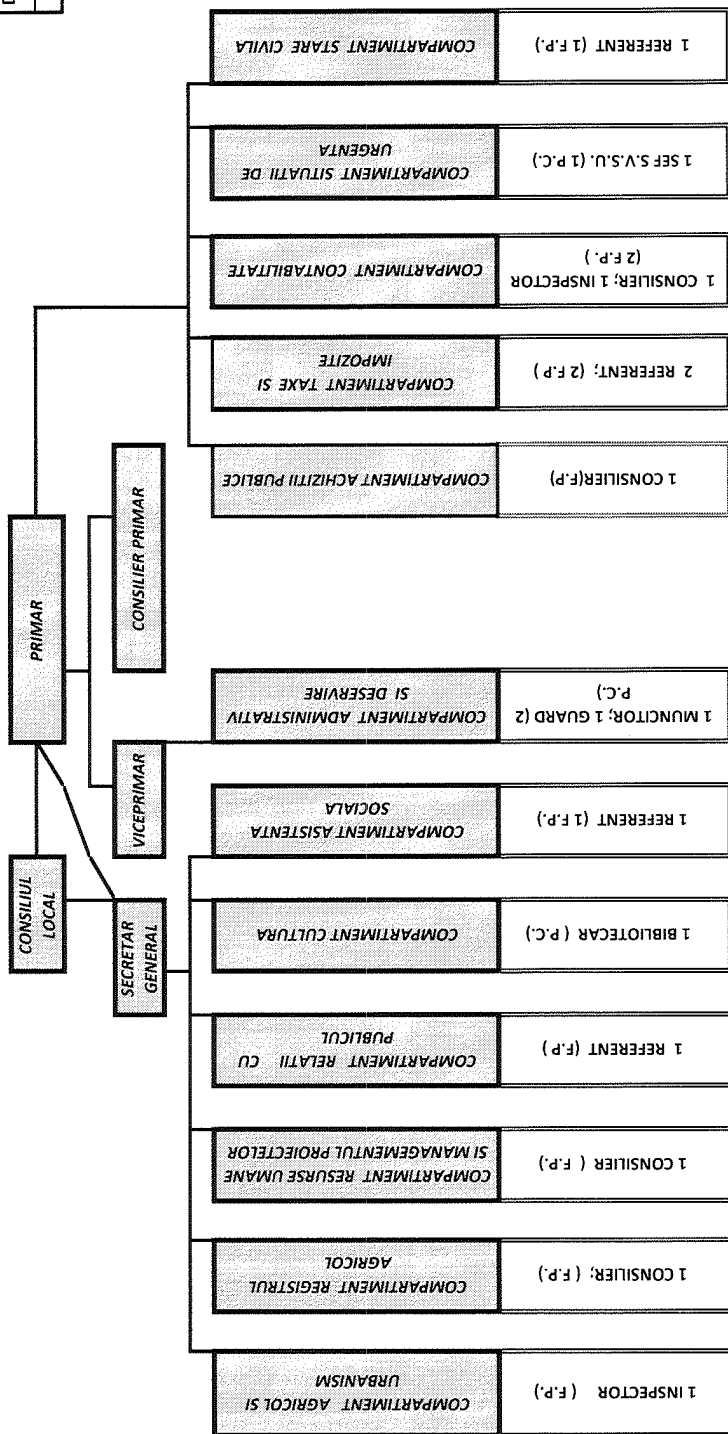 CONSILIUL
LOCAL
PRIMAR
SECRETAR
GENERAL
VICEPRIMAR
CONSILIER PRIMAR
COMPARTIMENT AGRICOL SI
URBANISM
1 INSPECTOR ( F.P.)
COMPARTIMENT REGISTRUL
AGRICOL
1 CONSILIER; ( F.P.)
COMPARTIMENT RESURSE UMANE
SI MANAGEMENTUL PROIECTELOR
1 CONSILIER ( F.P.)
COMPARTIMENT RELATII CU
PUBLICUL
1 REFERENT (F.P )
COMPARTIMENT CULTURA
1 BIBLIOTECAR ( P.C.)
COMPARTIMENT ASISTENTA
SOCIALA
1 REFERENT (1 F.P.)
COMPARTIMENT ADMINISTRATIV
SI DESERVIRE
1 MUNCITOR; 1 GUARD (2
P.C.)
COMPARTIMENT ACHIZITII PUBLICE
1 CONSILIER(F.P)
COMPARTIMENT TAXE SI
IMPOZITE
2 REFERENT; (2 F.P )
COMPARTIMENT CONTABILITATE
1 CONSILIER; 1 INSPECTOR
(2 F.P. )
COMPARTIMENT SITUATII DE
URGENTA
1 SEF S.V.S.U. (1 P.C.)
COMPARTIMENT STARE CIVILA
1 REFERENT (1 F.P.)